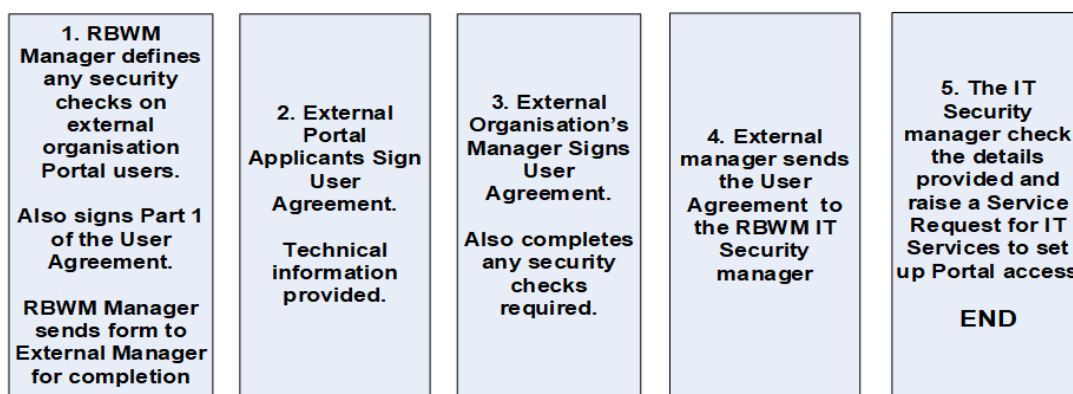 1. RBWM
Manager defines
any security
checks on
external
organisation
Portal users.
Also signs Part 1
of the User
Agreement.
RBWM Manager
sends form to
External Manager
for completion
2. External
Portal
Applicants Sign
User
Agreement.
Technical
information
provided.
3. External
Organisation's
Manager Signs
User
Agreement.
Also completes
any security
checks
required.
4. External
manager sends
the User
Agreement to
the RBWM IT
Security
manager
5. The IT
Security
manager check
the details
provided and
raise a Service
Request for IT
Services to set
up Portal access
END